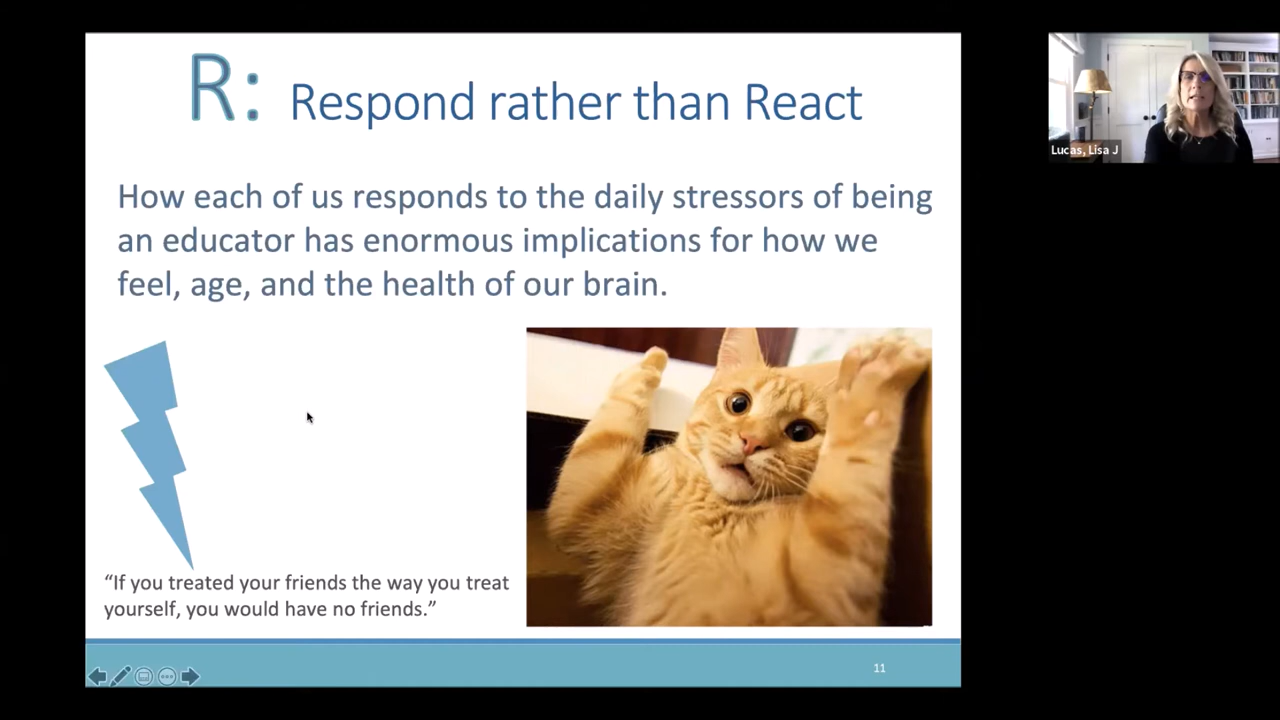 R: Respond rather than React
How each of us responds to the daily stressors of being
an educator has enormous implications for how we
feel, age, and the health of our brain.
“If you treated your friends the way you treat
yourself, you would have no friends.”
11
Lucas, Lisa J